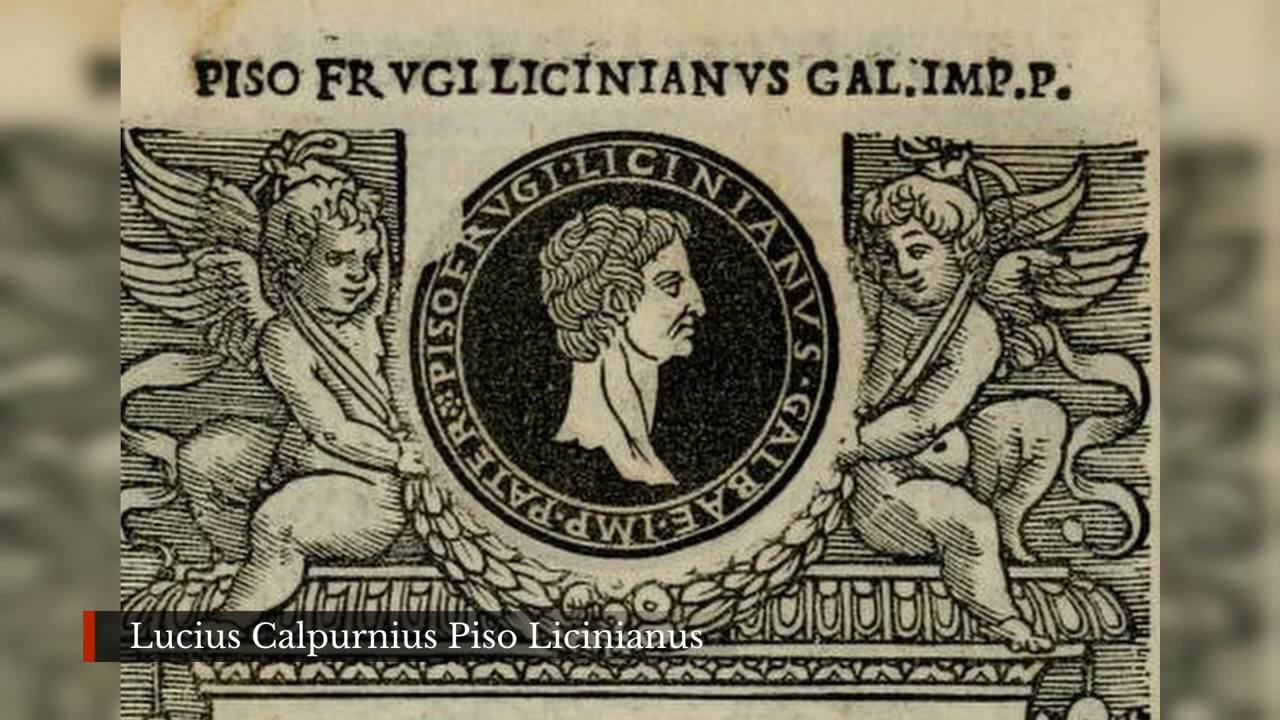 PISO FRVGI LICINIANVS GAL. IMP. P.
PISO FRVGI·LICINIANVS·GALBAE·IMP·PATER
Lucius Calpurnius Piso Licinianus